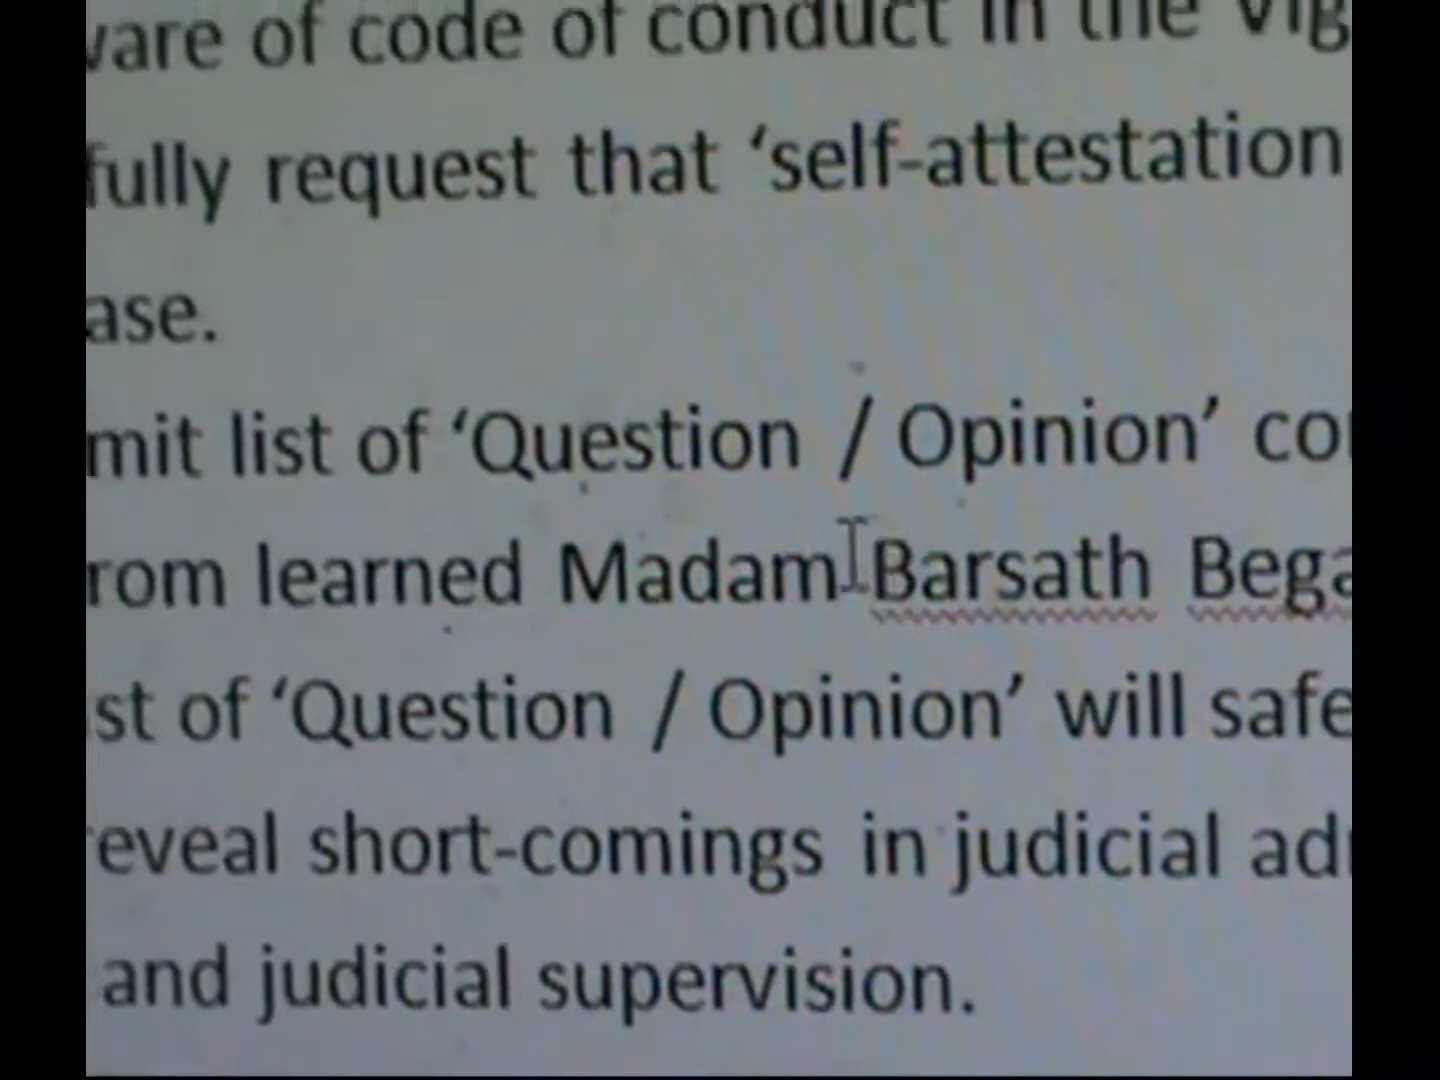 ware of code of conduct in the Vig
fully request that ‘self-attestation
ase.
mit list of ‘Question / Opinion’ co
rom learned Madam Barsath Bega
st of ‘Question / Opinion’ will safe
reveal short-comings in judicial ad
and judicial supervision.